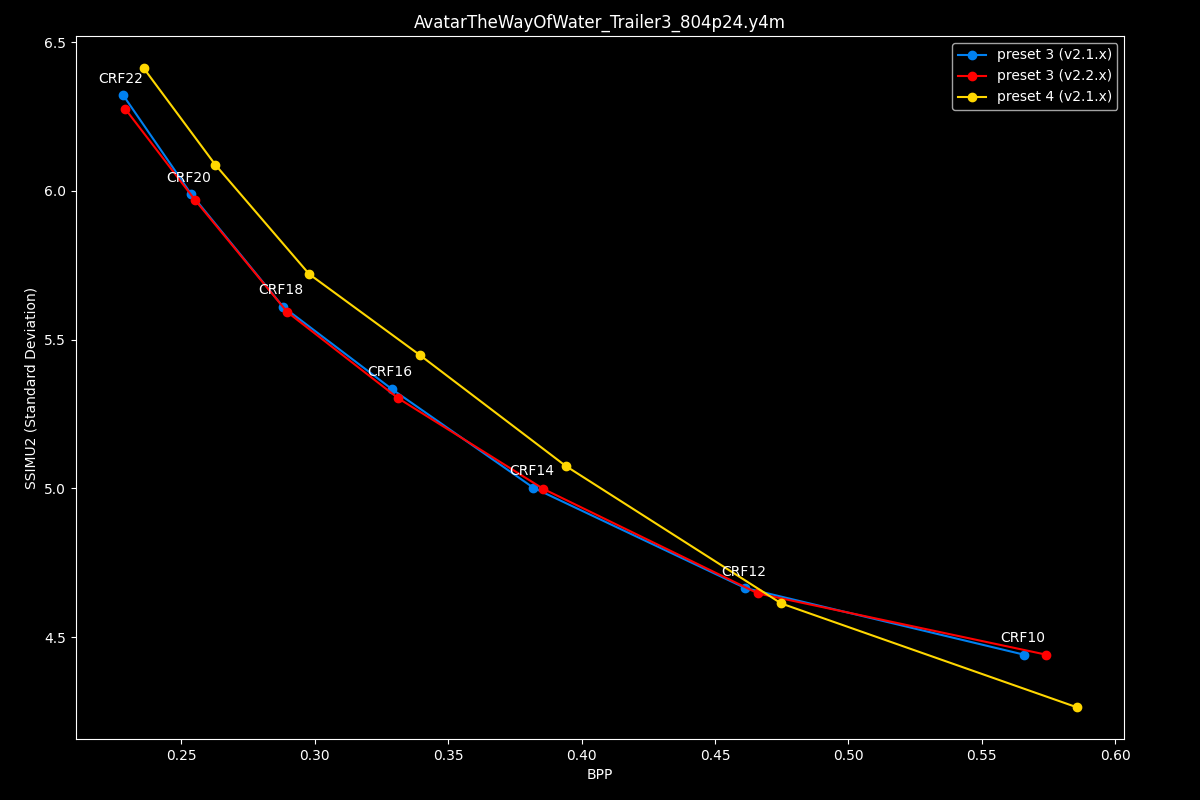 AvatarTheWayOfWater_Trailer3_804p24.y4m
preset 3 (v2.1.x)
preset 3 (v2.2.x)
preset 4 (v2.1.x)
SSIMU2 (Standard Deviation)
6.5
6.0
5.5
5.0
4.5
CRF22
CRF20
CRF18
CRF16
CRF14
CRF12
CRF10
0.25
0.30
0.35
0.40
0.45
0.50
0.55
0.60
BPP